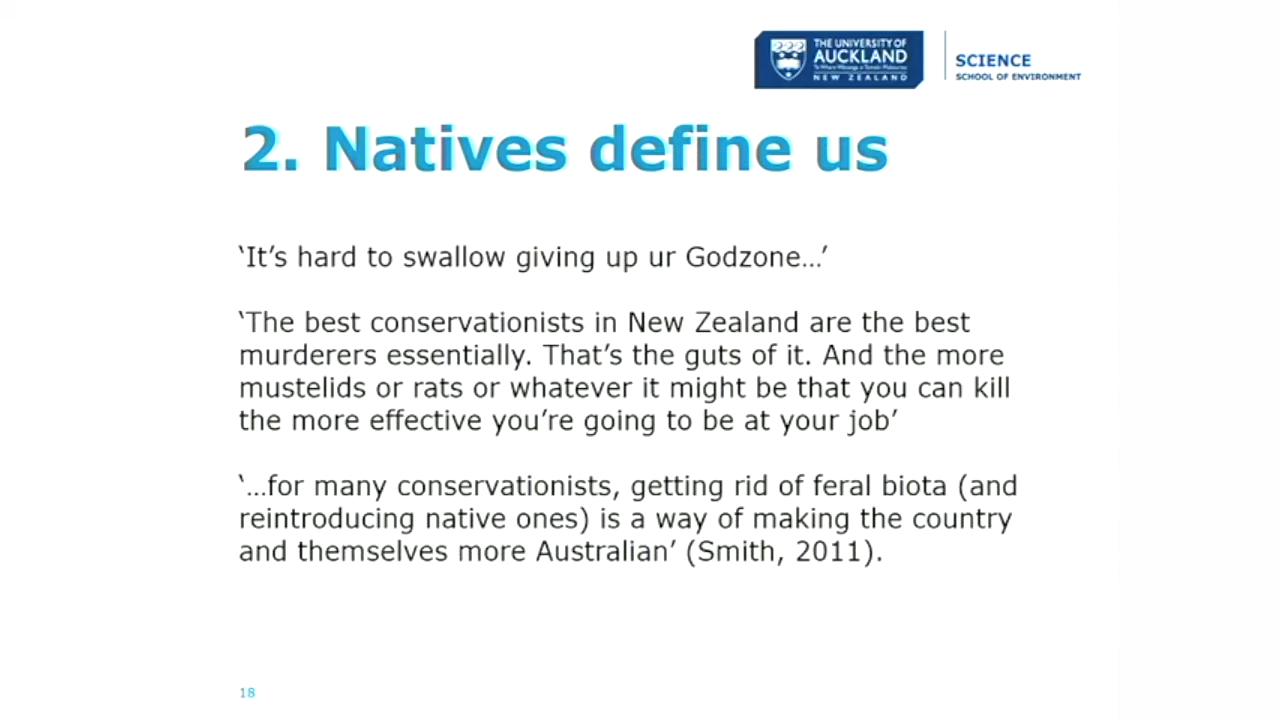 THE UNIVERSITY OF
AUCKLAND
Te Whare Wānanga o Tāmaki Makaurau
NEW ZEALAND
SCIENCE
SCHOOL OF ENVIRONMENT
2. Natives define us
‘It’s hard to swallow giving up ur Godzone…’
‘The best conservationists in New Zealand are the best
murderers essentially. That’s the guts of it. And the more
mustelids or rats or whatever it might be that you can kill
the more effective you’re going to be at your job’
‘…for many conservationists, getting rid of feral biota (and
reintroducing native ones) is a way of making the country
and themselves more Australian’ (Smith, 2011).
18